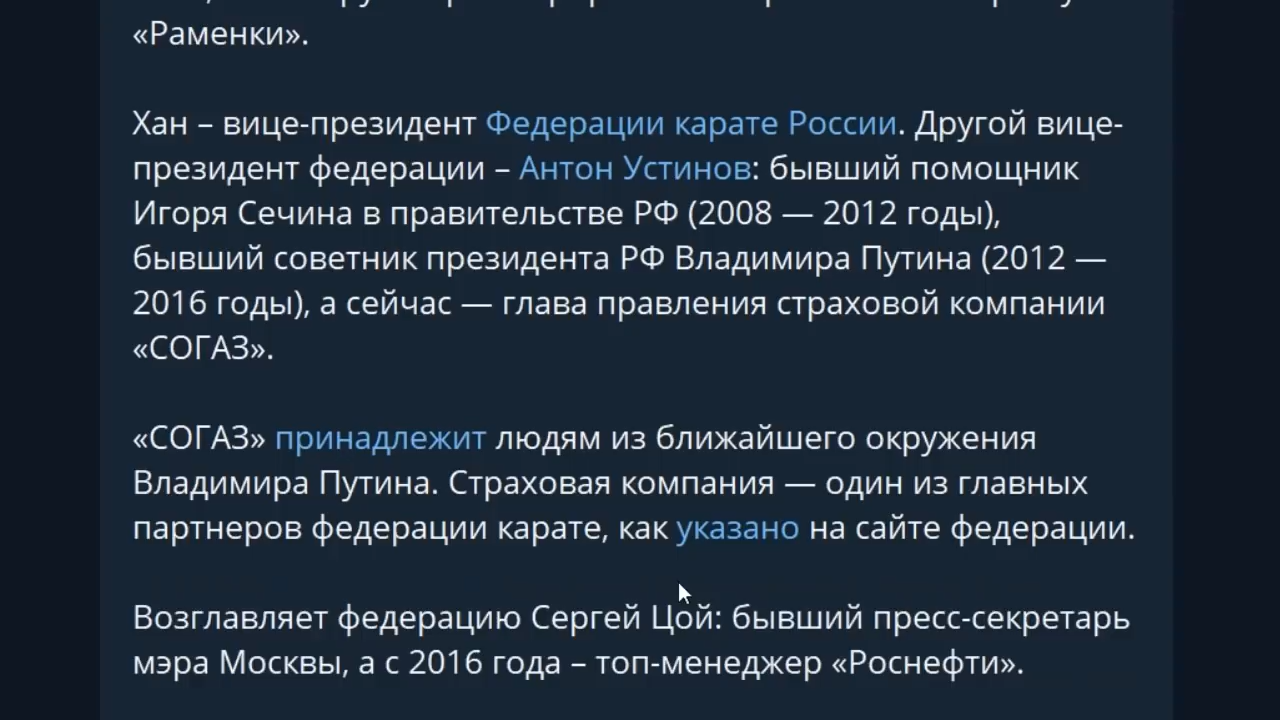 «Раменки».
Хан – вице-президент Федерации карате России. Другой вице-
президент федерации – Антон Устинов: бывший помощник
Игоря Сечина в правительстве РФ (2008 — 2012 годы),
бывший советник президента РФ Владимира Путина (2012 —
2016 годы), а сейчас — глава правления страховой компании
«СОГАЗ».
«СОГАЗ» принадлежит людям из ближайшего окружения
Владимира Путина. Страховая компания — один из главных
партнеров федерации карате, как указано на сайте федерации.
Возглавляет федерацию Сергей Цой: бывший пресс-секретарь
мэра Москвы, а с 2016 года – топ-менеджер «Роснефти».